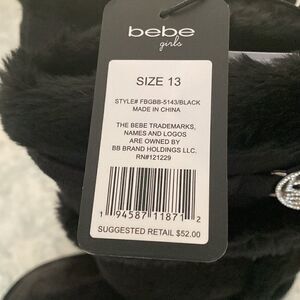 bebe
girls
SIZE 13
STYLE# FBGBB-5143/BLACK
MADE IN CHINA
THE BEBE TRADEMARKS,
NAMES AND LOGOS
ARE OWNED BY
BB BRAND HOLDINGS LLC.
RN#121229
1 94587 11871 2
SUGGESTED RETAIL $52.00